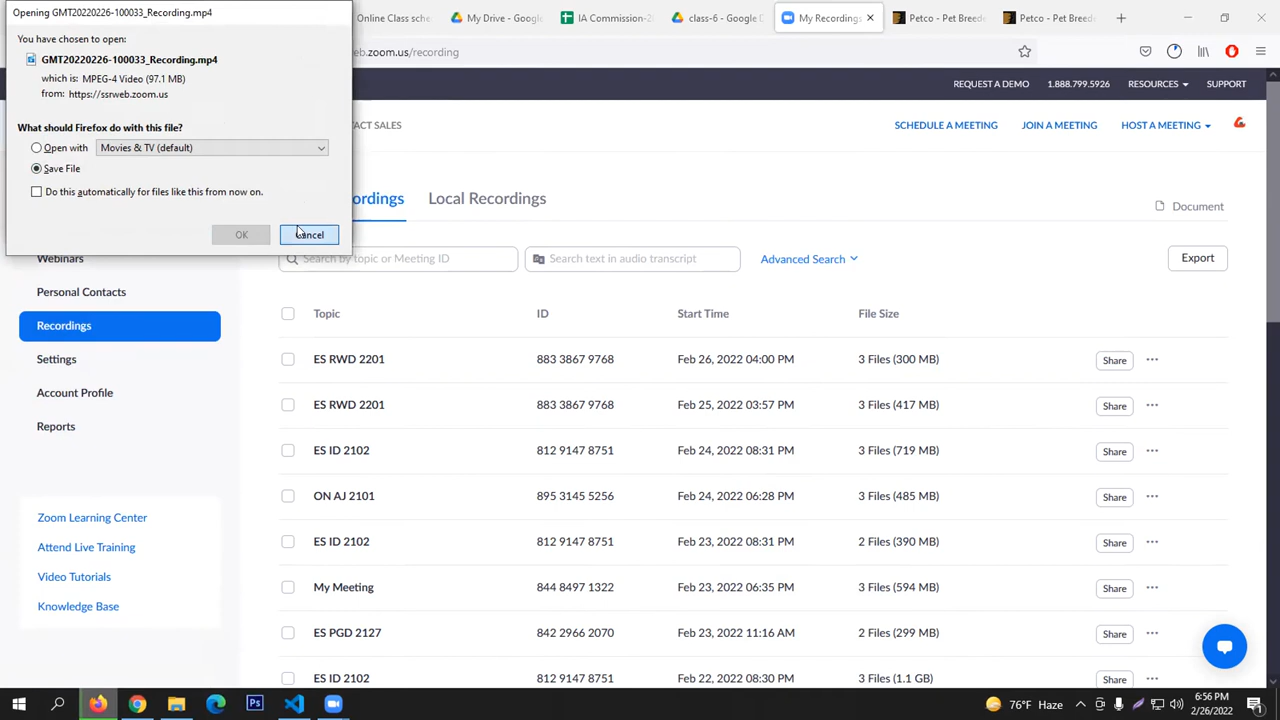 Opening GMT20220226-100033_Recording.mp4
You have chosen to open:
GMT20220226-100033_Recording.mp4
which is: MPEG-4 Video (97.1 MB)
from: https://ssrweb.zoom.us
What should Firefox do with this file?
Open with Movies & TV (default)
Save File
Do this automatically for files like this from now on.
OK
Online Class sche
My Drive - Google
IA Commission-2
class-6 - Google D
My Recordings
Petco - Pet Breed
Petco - Pet Breed
web.zoom.us/recording
REQUEST A DEMO 1.888.799.5926 RESOURCES SUPPORT
SALES SCHEDULE A MEETING JOIN A MEETING HOST A MEETING
Local Recordings Document
Search by topic or Meeting ID Search text in audio transcript Advanced Search Export
Webinars
Personal Contacts
Recordings
Settings
Account Profile
Reports
Zoom Learning Center
Attend Live Training
Video Tutorials
Knowledge Base
Topic ID Start Time File Size
ES RWD 2201 883 3867 9768 Feb 26, 2022 04:00 PM 3 Files (300 MB) Share
ES RWD 2201 883 3867 9768 Feb 25, 2022 03:57 PM 3 Files (417 MB) Share
ES ID 2102 812 9147 8751 Feb 24, 2022 08:31 PM 3 Files (719 MB) Share
ON AJ 2101 895 3145 5256 Feb 24, 2022 06:28 PM 3 Files (485 MB) Share
ES ID 2102 812 9147 8751 Feb 23, 2022 08:31 PM 2 Files (390 MB) Share
My Meeting 844 8497 1322 Feb 23, 2022 06:35 PM 3 Files (594 MB) Share
ES PGD 2127 842 2966 2070 Feb 23, 2022 11:16 AM 2 Files (299 MB) Share
ES ID 2102 812 9147 8751 Feb 22, 2022 08:30 PM 3 Files (1.1 GB) Share
Ps
76°F Haze
6:56 PM
2/26/2022